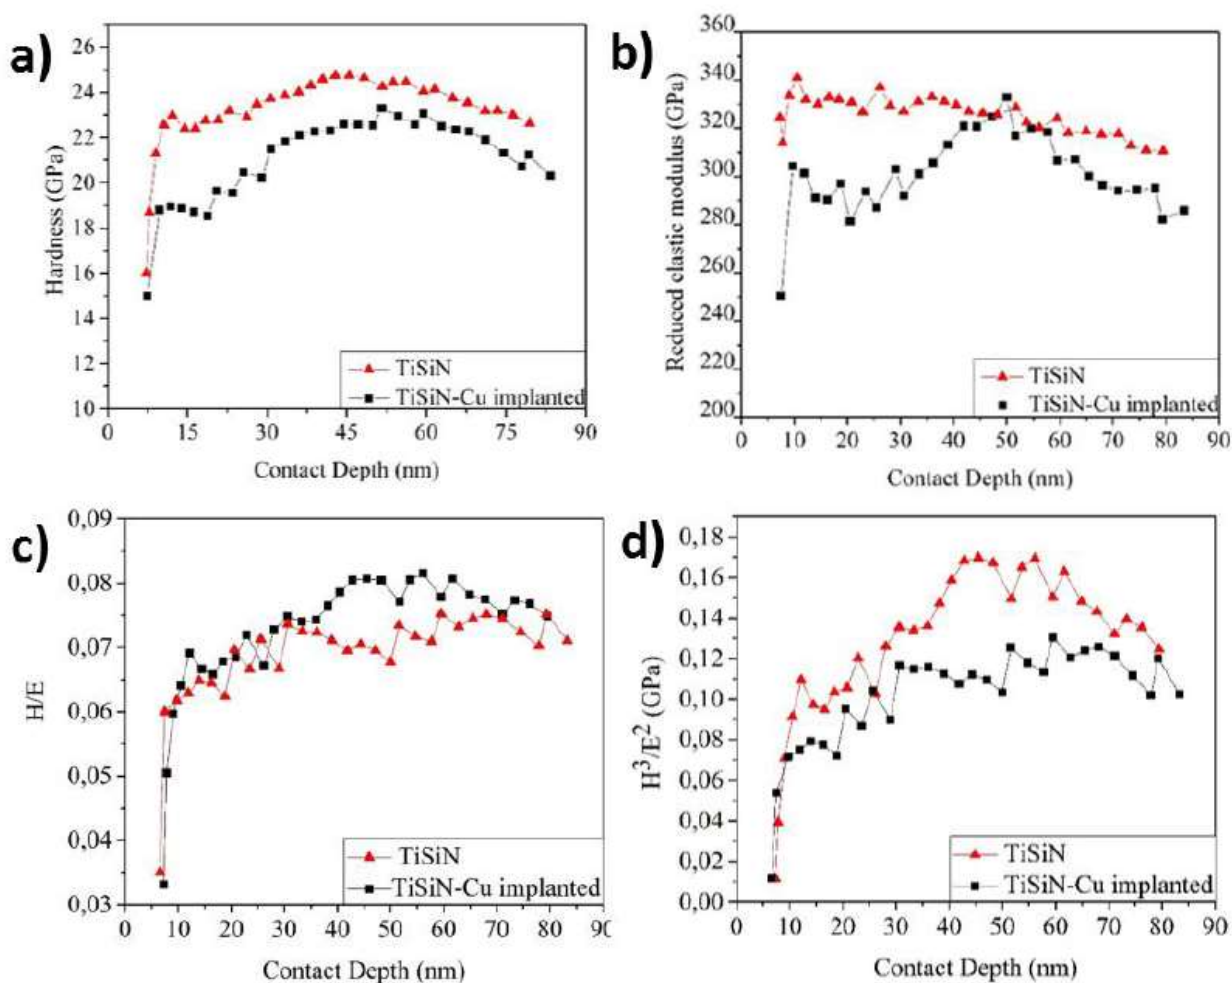 a)
Hardness (GPa)
26
24
22
20
18
16
14
12
10
TiSiN
TiSiN-Cu implanted
0 15 30 45 60 75 90
Contact Depth (nm)
b)
Reduced elastic modulus (GPa)
360
340
320
300
280
260
240
220
200
TiSiN
TiSiN-Cu implanted
0 10 20 30 40 50 60 70 80 90
Contact Depth (nm)
c)
H/E
0,09
0,08
0,07
0,06
0,05
0,04
0,03
TiSiN
TiSiN-Cu implanted
0 10 20 30 40 50 60 70 80 90
Contact Depth (nm)
d)
H³/E² (GPa)
0,18
0,16
0,14
0,12
0,10
0,08
0,06
0,04
0,02
0,00
TiSiN
TiSiN-Cu implanted
0 10 20 30 40 50 60 70 80 90
Contact Depth (nm)